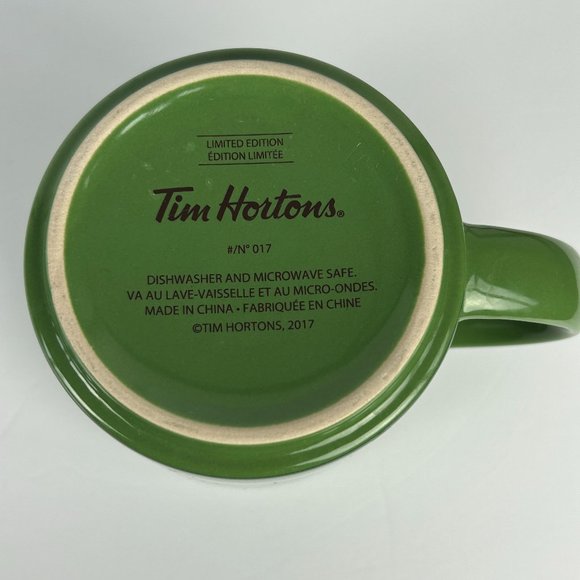 LIMITED EDITION
ÉDITION LIMITÉE
Tim Hortons®
#/N° 017
DISHWASHER AND MICROWAVE SAFE.
VA AU LAVE-VAISSELLE ET AU MICRO-ONDES.
MADE IN CHINA • FABRIQUÉE EN CHINE
©TIM HORTONS, 2017